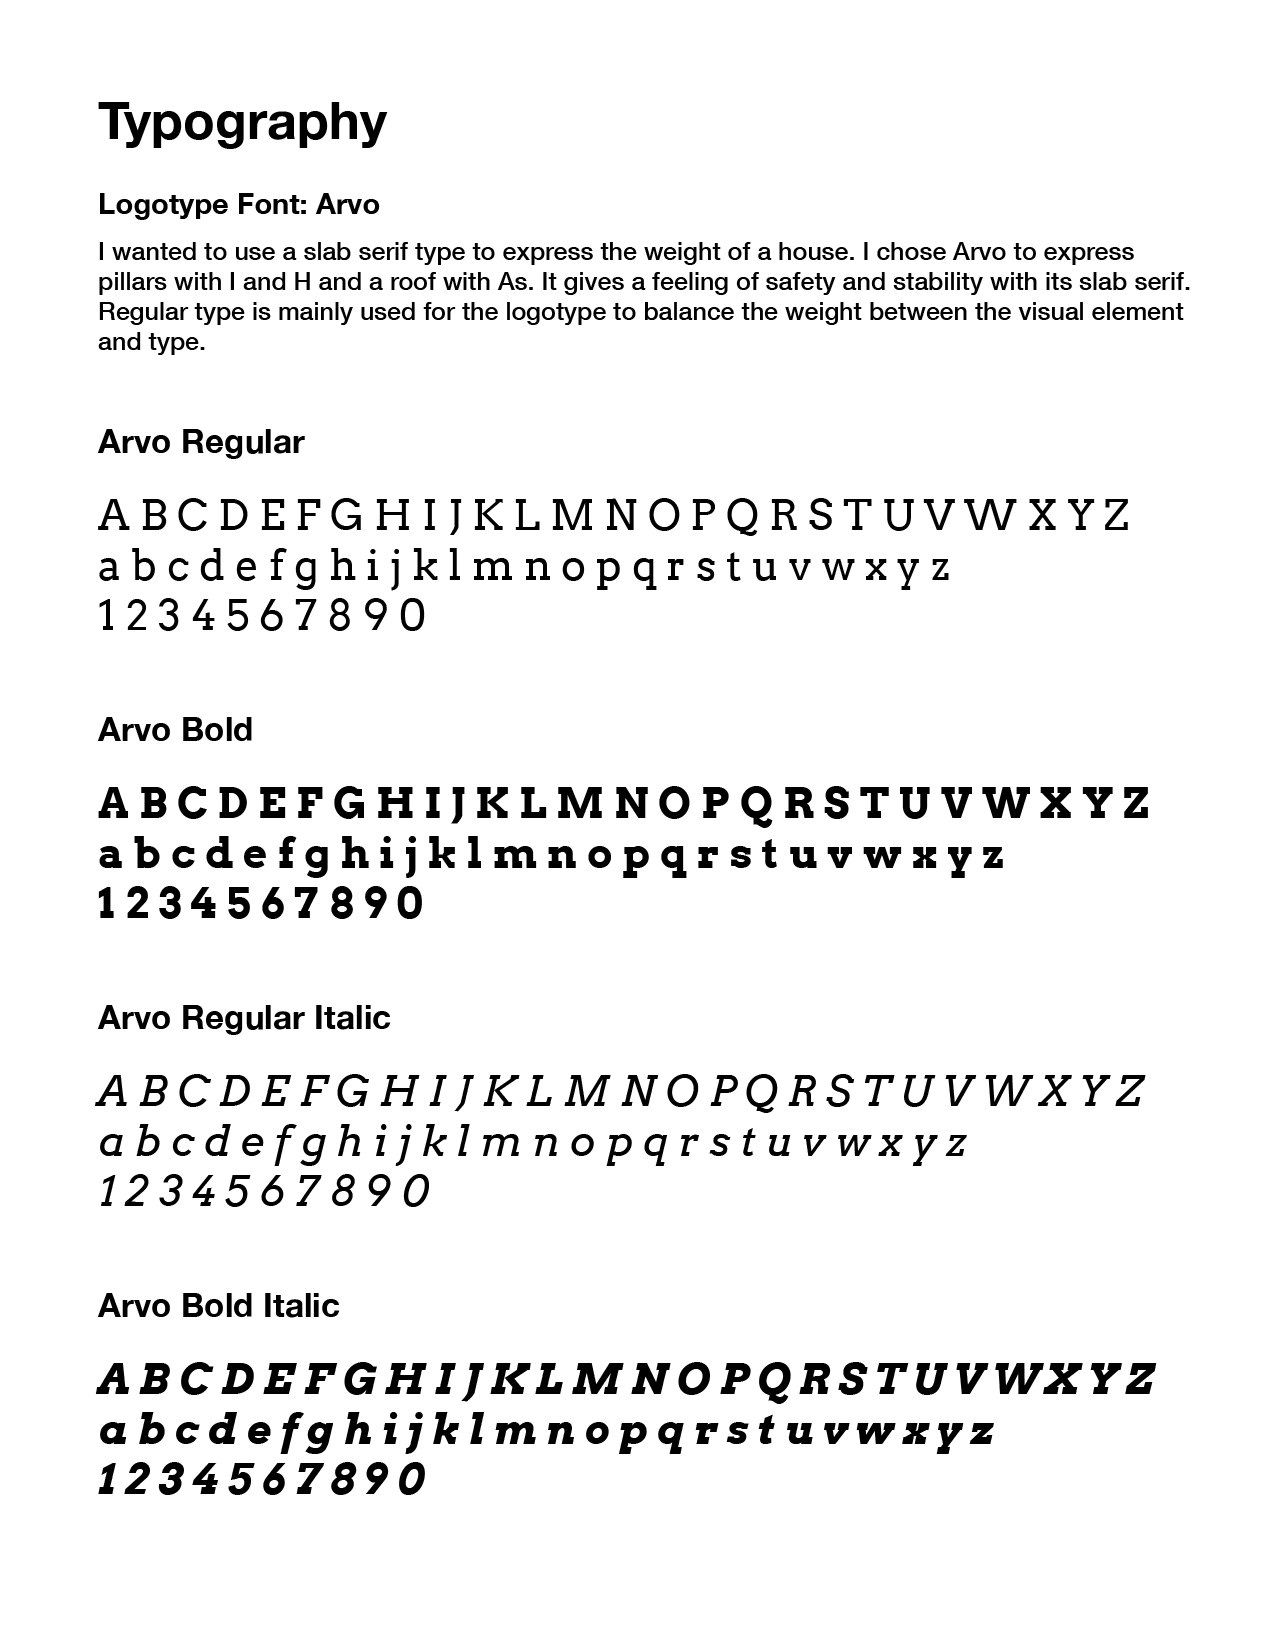 Typography
Logotype Font: Arvo
I wanted to use a slab serif type to express the weight of a house. I chose Arvo to express
pillars with I and H and a roof with As. It gives a feeling of safety and stability with its slab serif.
Regular type is mainly used for the logotype to balance the weight between the visual element
and type.
Arvo Regular
A B C D E F G H I J K L M N O P Q R S T U V W X Y Z
a b c d e f g h i j k l m n o p q r s t u v w x y z
1 2 3 4 5 6 7 8 9 0
Arvo Bold
A B C D E F G H I J K L M N O P Q R S T U V W X Y Z
a b c d e f g h i j k l m n o p q r s t u v w x y z
1 2 3 4 5 6 7 8 9 0
Arvo Regular Italic
A B C D E F G H I J K L M N O P Q R S T U V W X Y Z
a b c d e f g h i j k l m n o p q r s t u v w x y z
1 2 3 4 5 6 7 8 9 0
Arvo Bold Italic
A B C D E F G H I J K L M N O P Q R S T U V W X Y Z
a b c d e f g h i j k l m n o p q r s t u v w x y z
1 2 3 4 5 6 7 8 9 0